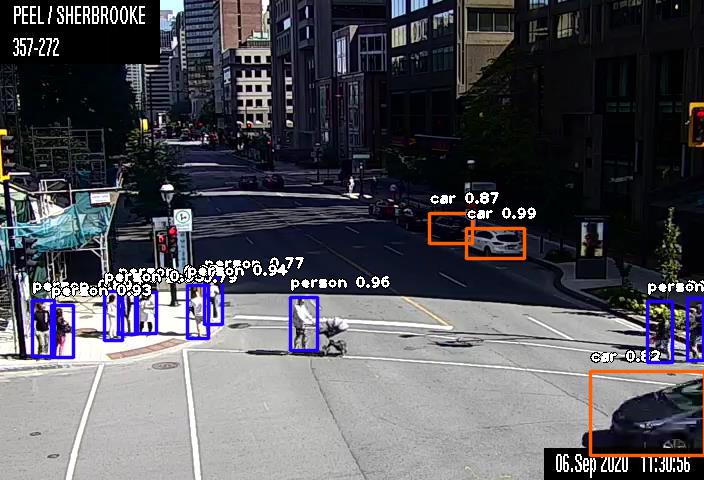 PEEL / SHERBROOKE
357-272
car 0.87
car 0.99
person 0.77
person 0.94
person 0.93
person 0.96
person
car 0.82
06.Sep 2020 11:30:56